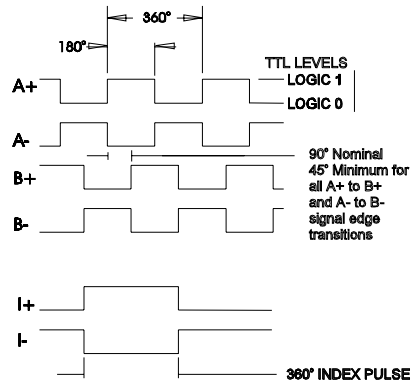 360°
180°
TTL LEVELS
A+
LOGIC 1
LOGIC 0
A-
90° Nominal
B+
45° Minimum for
all A+ to B+
and A- to B-
B-
signal edge
transitions
I+
I-
360° INDEX PULSE